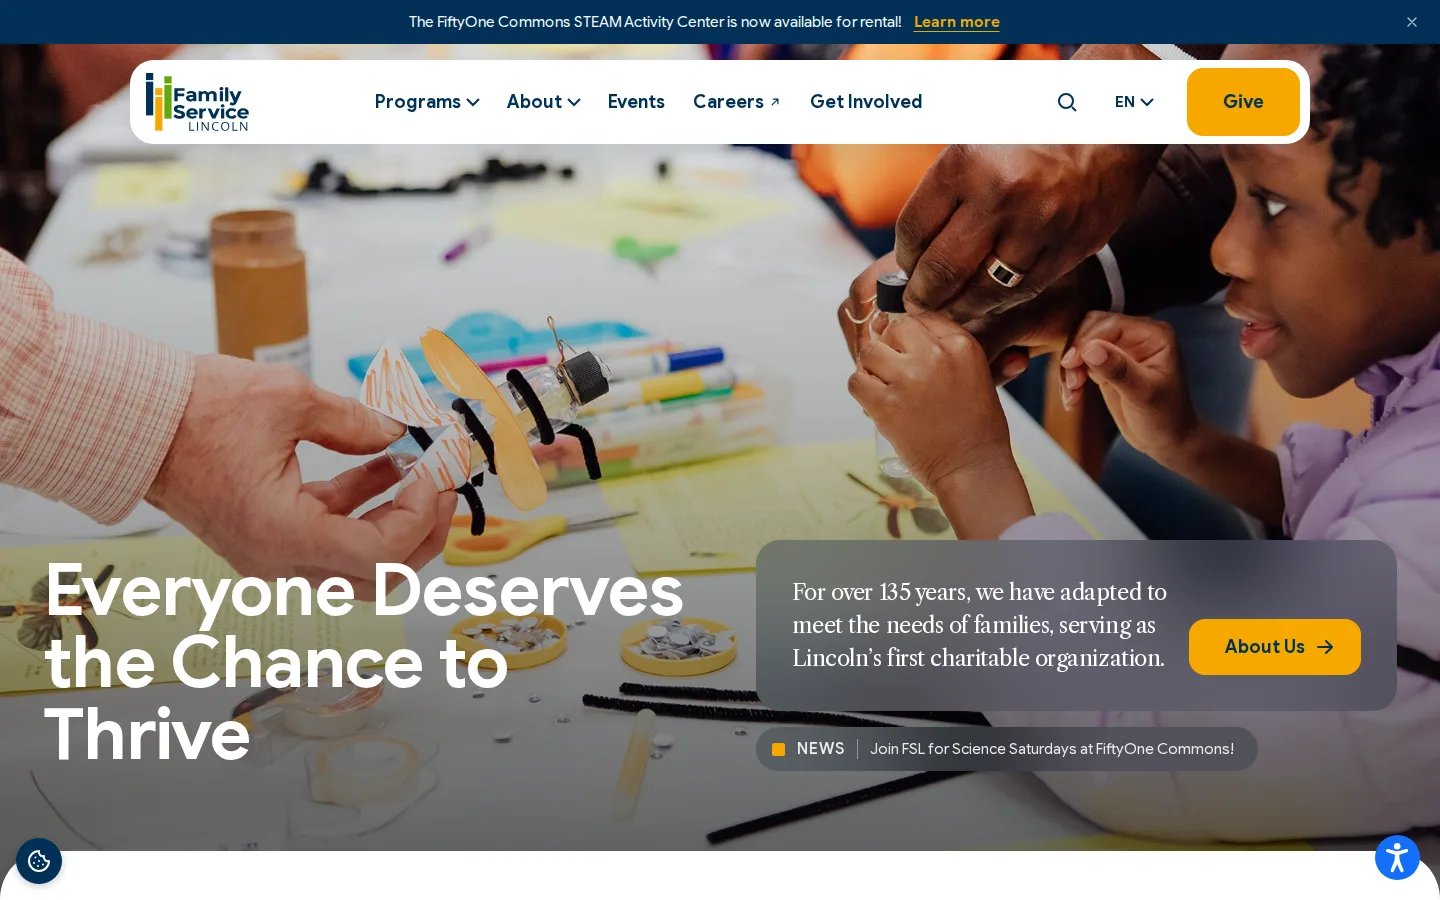 The FiftyOne Commons STEAM Activity Center is now available for rental! Learn more
Family
Service
LINCOLN
Programs
About
Events
Careers
Get Involved
EN
Give
Everyone Deserves
the Chance to
Thrive
For over 135 years, we have adapted to
meet the needs of families, serving as
Lincoln’s first charitable organization.
About Us
NEWS
Join FSL for Science Saturdays at FiftyOne Commons!